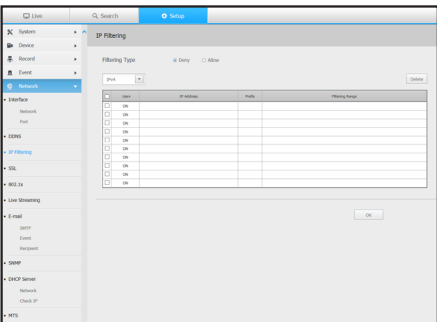 Live
Search
Setup
System
Device
Record
Event
Network
Interface
Network
Port
DDNS
IP Filtering
SSL
802.1x
Live Streaming
E-mail
SMTP
Event
Recipient
SNMP
DHCP Server
Network
Check IP
MTS
IP Filtering
Filtering Type
Deny
Allow
IPv4
Delete
Users IP Address Prefix Filtering Range
ON
ON
ON
ON
ON
ON
ON
ON
ON
ON
OK